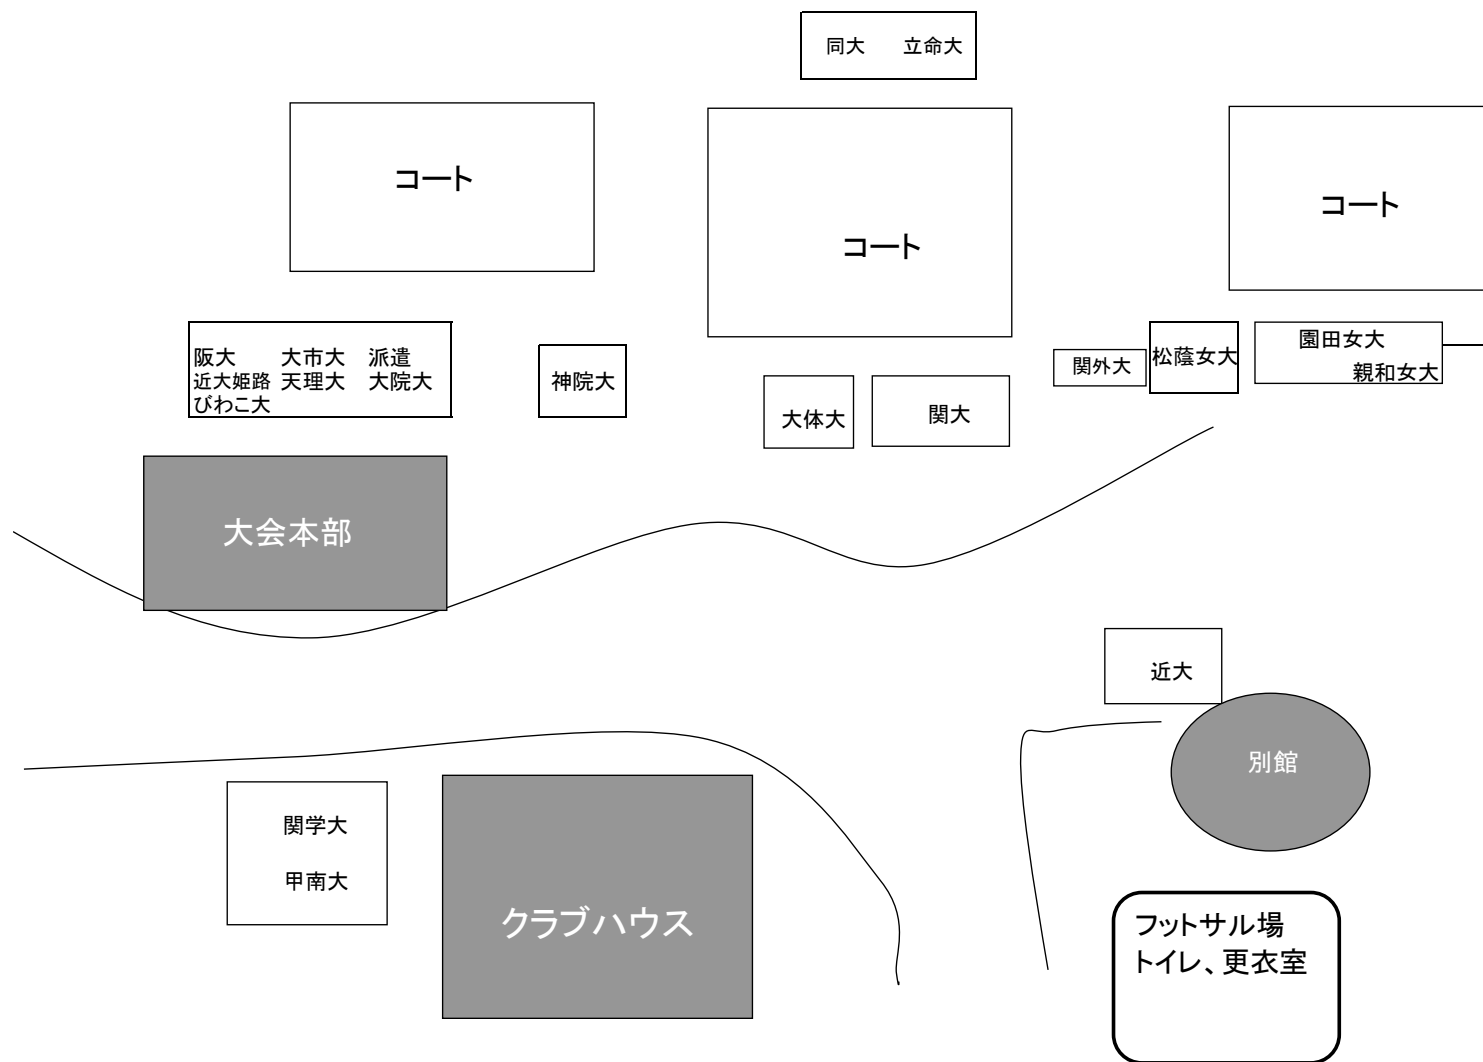 同大 立命大
コート
コート
コート
阪大 大市大 派遣
近大姫路 天理大 大院大
びわこ大
神院大
大体大
関大
関外大
松蔭女大
園田女大
親和女大
大会本部
近大
別館
関学大
甲南大
クラブハウス
フットサル場
トイレ、更衣室